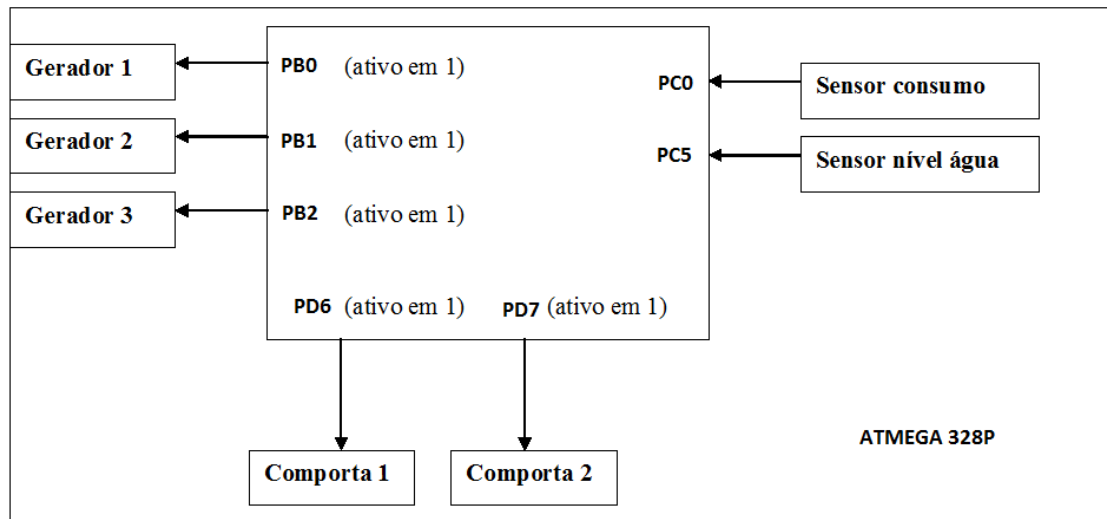 Gerador 1
PB0 (ativo em 1)
PC0
Sensor consumo
Gerador 2
PB1 (ativo em 1)
PC5
Sensor nível água
Gerador 3
PB2 (ativo em 1)
PD6 (ativo em 1)
PD7 (ativo em 1)
ATMEGA 328P
Comporta 1
Comporta 2